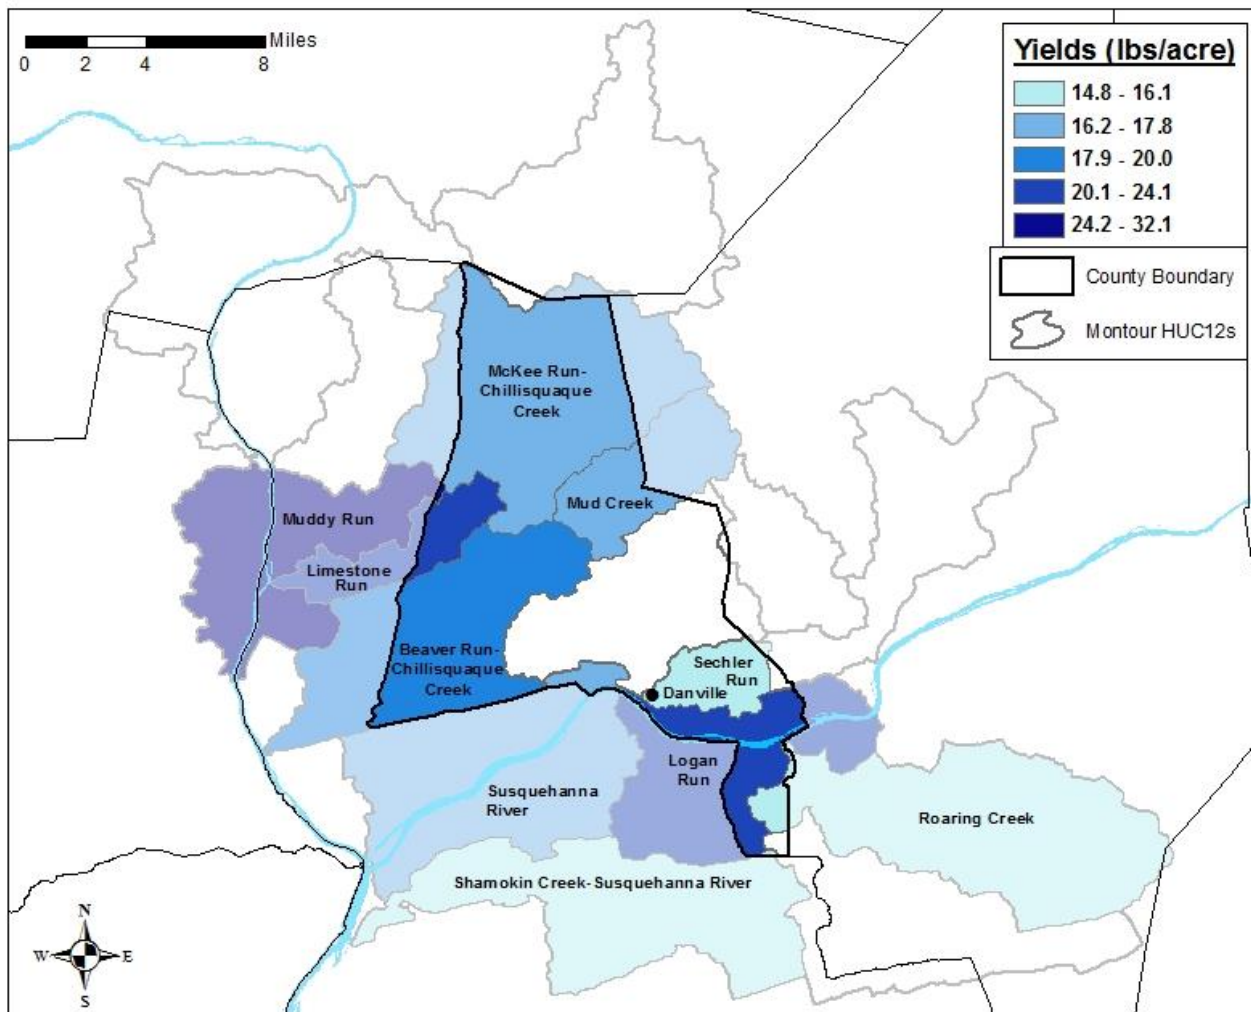 Miles
0 2 4 8
Yields (lbs/acre)
14.8 - 16.1
16.2 - 17.8
17.9 - 20.0
20.1 - 24.1
24.2 - 32.1
County Boundary
Montour HUC12s
McKee Run-
Chillisquaque
Creek
Mud Creek
Muddy Run
Limestone
Run
Beaver Run-
Chillisquaque
Creek
Sechler
Run
Danville
Logan
Run
Susquehanna
River
Roaring Creek
Shamokin Creek-Susquehanna River
N
W E
S